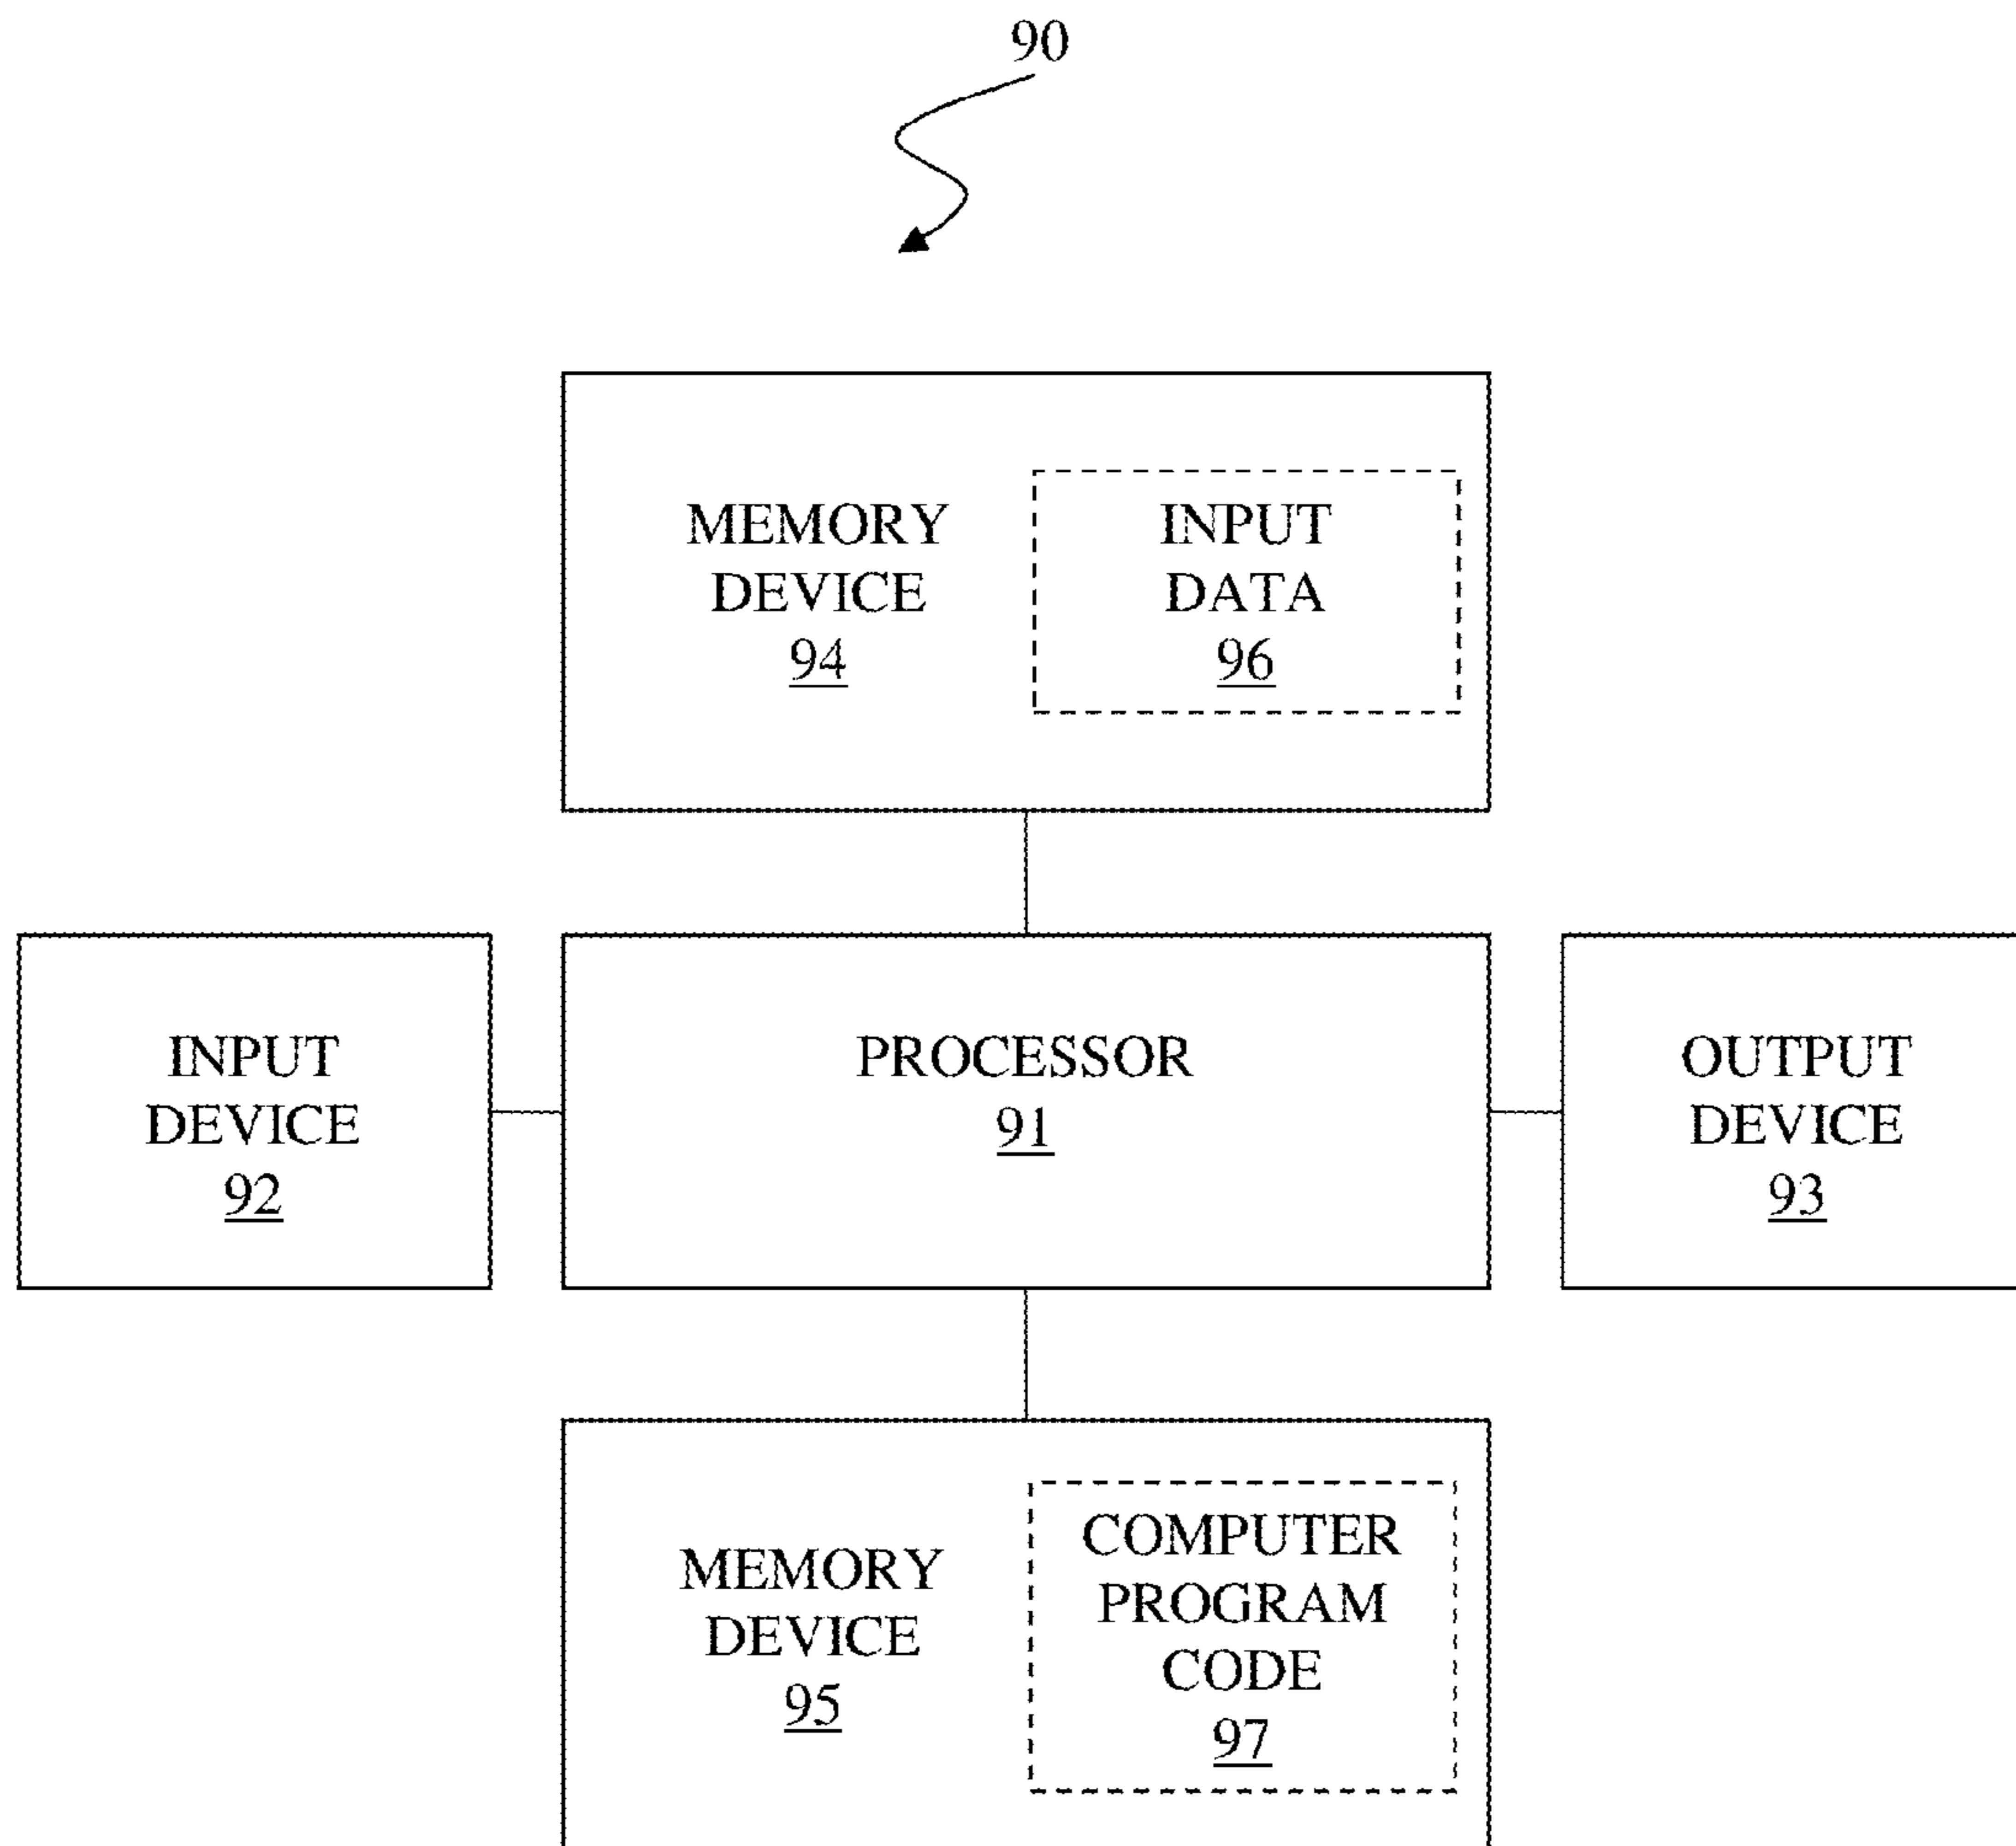 90
MEMORY
DEVICE
94
INPUT
DATA
96
INPUT
DEVICE
92
PROCESSOR
91
OUTPUT
DEVICE
93
MEMORY
DEVICE
95
COMPUTER
PROGRAM
CODE
97